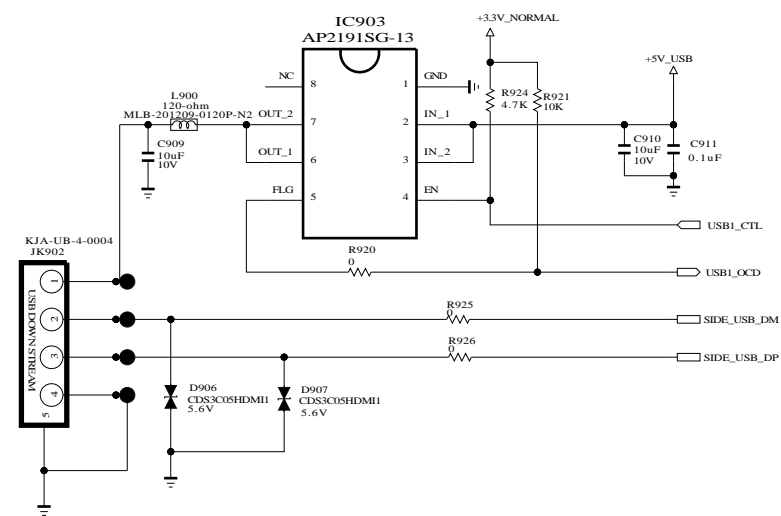 IC903
AP2191SG-13
+3.3V_NORMAL
+5V_USB
NC
8
1
GND
L900
120-ohm
MLB-201209-0120P-N2
OUT_2
7
2
IN_1
R924
4.7K
R921
10K
C909
10uF
10V
OUT_1
6
3
IN_2
C910
10uF
10V
C911
0.1uF
FLG
5
4
EN
USB1_CTL
KJA-UB-4-0004
JK902
R920
0
USB1_OCD
1
2
3
4
5
USB DOWN STREAM
R925
0
SIDE_USB_DM
R926
0
SIDE_USB_DP
D906
CDS3C05HDMI1
5.6V
D907
CDS3C05HDMI1
5.6V